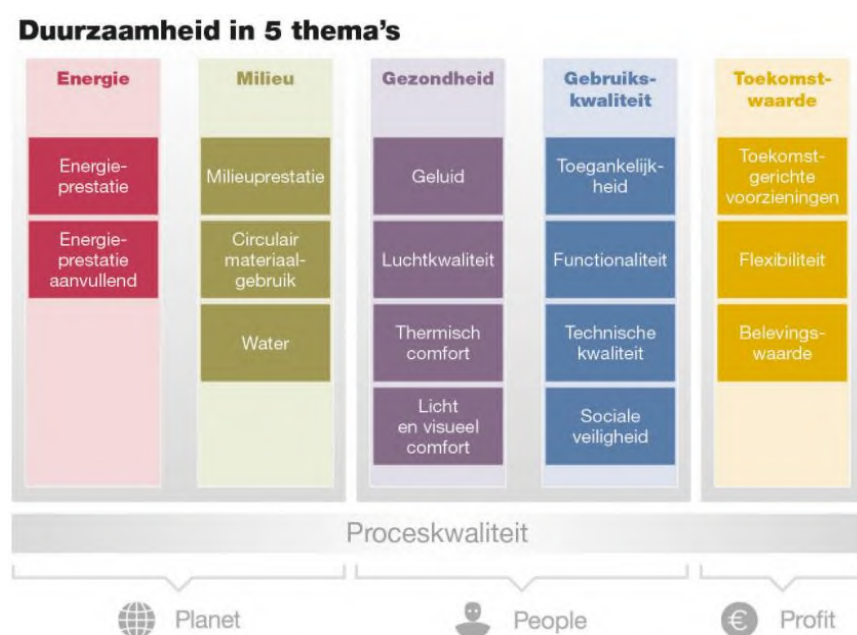 Duurzaamheid in 5 thema's
Energie
Energie-
prestatie
Energie-
prestatie
aanvullend
Milieu
Milieuprestatie
Circulair
materiaal-
gebruik
Water
Gezondheid
Geluid
Luchtkwaliteit
Thermisch
comfort
Licht
en visueel
comfort
Gebruiks-
kwaliteit
Toegankelijk-
heid
Functionaliteit
Technische
kwaliteit
Sociale
veiligheid
Toekomst-
waarde
Toekomst-
gerichte
voorzieningen
Flexibiliteit
Belevings-
waarde
Proceskwaliteit
Planet
People
€ Profit